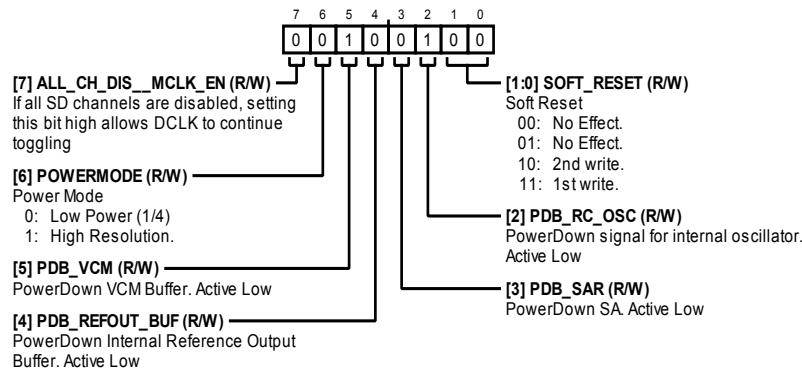 7 6 5 4 3 2 1 0
0 0 1 0 0 1 0 0
[7] ALL_CH_DIS__MCLK_EN (R/W)
If all SD channels are disabled, setting
this bit high allows DCLK to continue
toggling
[6] POWERMODE (R/W)
Power Mode
0: Low Power (1/4)
1: High Resolution.
[5] PDB_VCM (R/W)
PowerDown VCM Buffer. Active Low
[4] PDB_REFOUT_BUF (R/W)
PowerDown Internal Reference Output
Buffer. Active Low
[1:0] SOFT_RESET (R/W)
Soft Reset
00: No Effect.
01: No Effect.
10: 2nd write.
11: 1st write.
[2] PDB_RC_OSC (R/W)
PowerDown signal for internal oscillator.
Active Low
[3] PDB_SAR (R/W)
PowerDown SA. Active Low